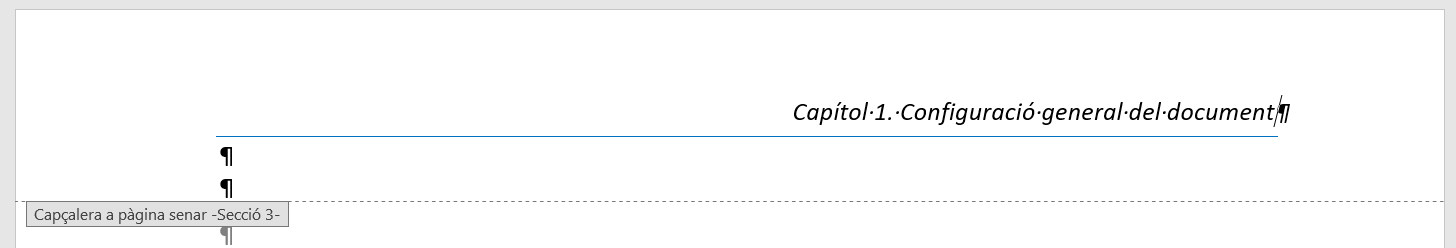 Capítol·1.·Configuració·general·del·document¶
¶
¶
Capçalera a pàgina senar -Secció 3-
¶